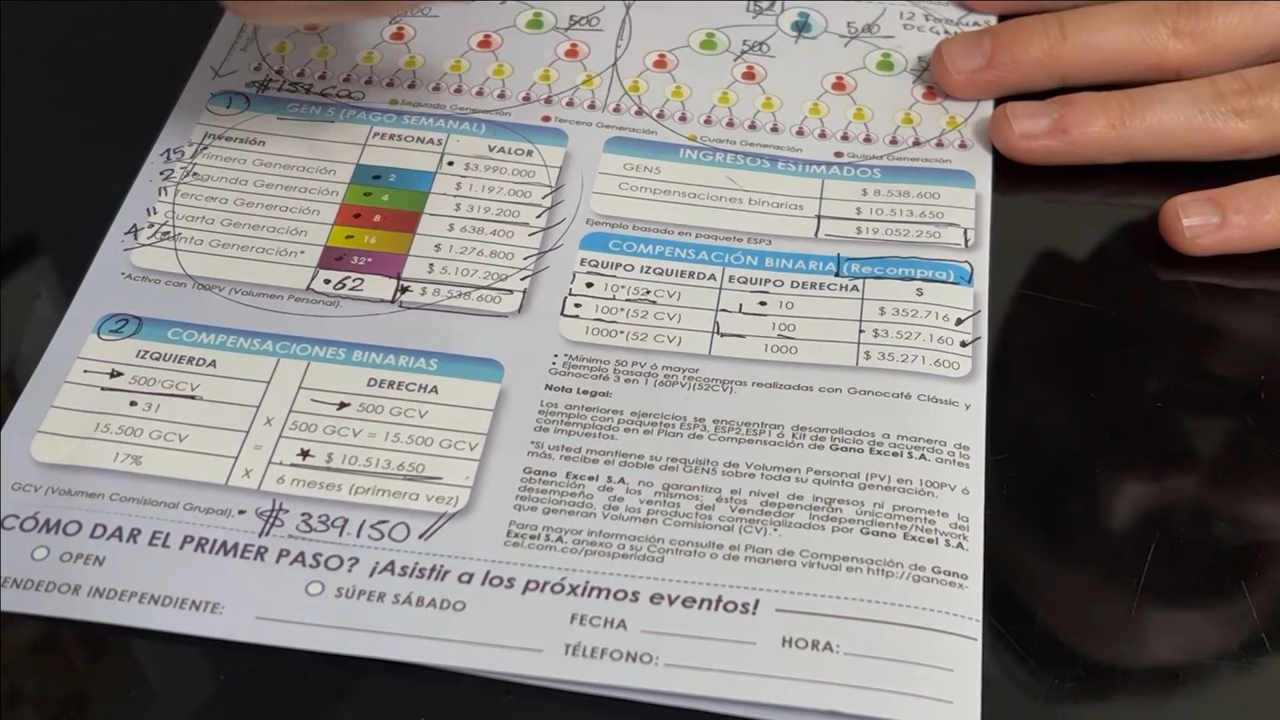 500
500
500
52
12 FORMAS
DE GANAR
500
$159.600
Segunda Generación
Tercera Generación
Cuarta Generación
Quinta Generación
1
GEN 5 (PAGO SEMANAL)
Inversión PERSONAS VALOR
Primera Generación 2 $3.990.000
Segunda Generación 4 $ 1.197.000
Tercera Generación 8 $ 319.200
Cuarta Generación 16 $ 638.400
Quinta Generación* 32* $ 1.276.800
$ 5.107.200
62 $ 8.538.600
*Activo con 100PV (Volumen Personal).
INGRESOS ESTIMADOS
GEN5 $ 8.538.600
Compensaciones binarias $ 10.513.650
$19.052.250
Ejemplo basado en paquete ESP3
COMPENSACIÓN BINARIA (Recompra)
EQUIPO IZQUIERDA EQUIPO DERECHA $
10*(52 CV) 10 $ 352.716
100*(52 CV) 100 $3.527.160
1000*(52 CV) 1000 $ 35.271.600
*Mínimo 50 PV ó mayor
Ejemplo basado en recompras realizadas con Ganocafé Clássic y
Ganocafé 3 en 1 (60PV)(52CV).
Nota Legal:
Los anteriores ejercicios se encuentran desarrollados a manera de
ejemplo con paquetes ESP3, ESP2,ESP1 ó Kit de Inicio de acuerdo a lo
contemplado en el Plan de Compensación de Gano Excel S.A. antes
de impuestos.
*Si usted mantiene su requisito de Volumen Personal (PV) en 100PV ó
más, recibe el doble del GEN5 sobre toda su quinta generación.
Gano Excel S.A. no garantiza el nivel de ingresos ni promete la
obtención de los mismos; éstos dependerán únicamente del
desempeño de ventas del Vendedor Independiente/Network
relacionado, de los productos comercializados por Gano Excel S.A.
que generan Volumen Comisional (CV).*.
Para mayor información consulte el Plan de Compensación de Gano
Excel S.A. anexo a su Contrato o de manera virtual en http://ganoex-
cel.com.co/prosperidad
2
COMPENSACIONES BINARIAS
IZQUIERDA DERECHA
500 GCV 500 GCV
31 x 500 GCV = 15.500 GCV
15.500 GCV = $ 10.513.650
17% x 6 meses (primera vez)
GCV (Volumen Comisional Grupal).
$ 339.150
CÓMO DAR EL PRIMER PASO? ¡Asistir a los próximos eventos!
OPEN
SÚPER SÁBADO
ENDEDOR INDEPENDIENTE:
FECHA
HORA:
TÉLEFONO: